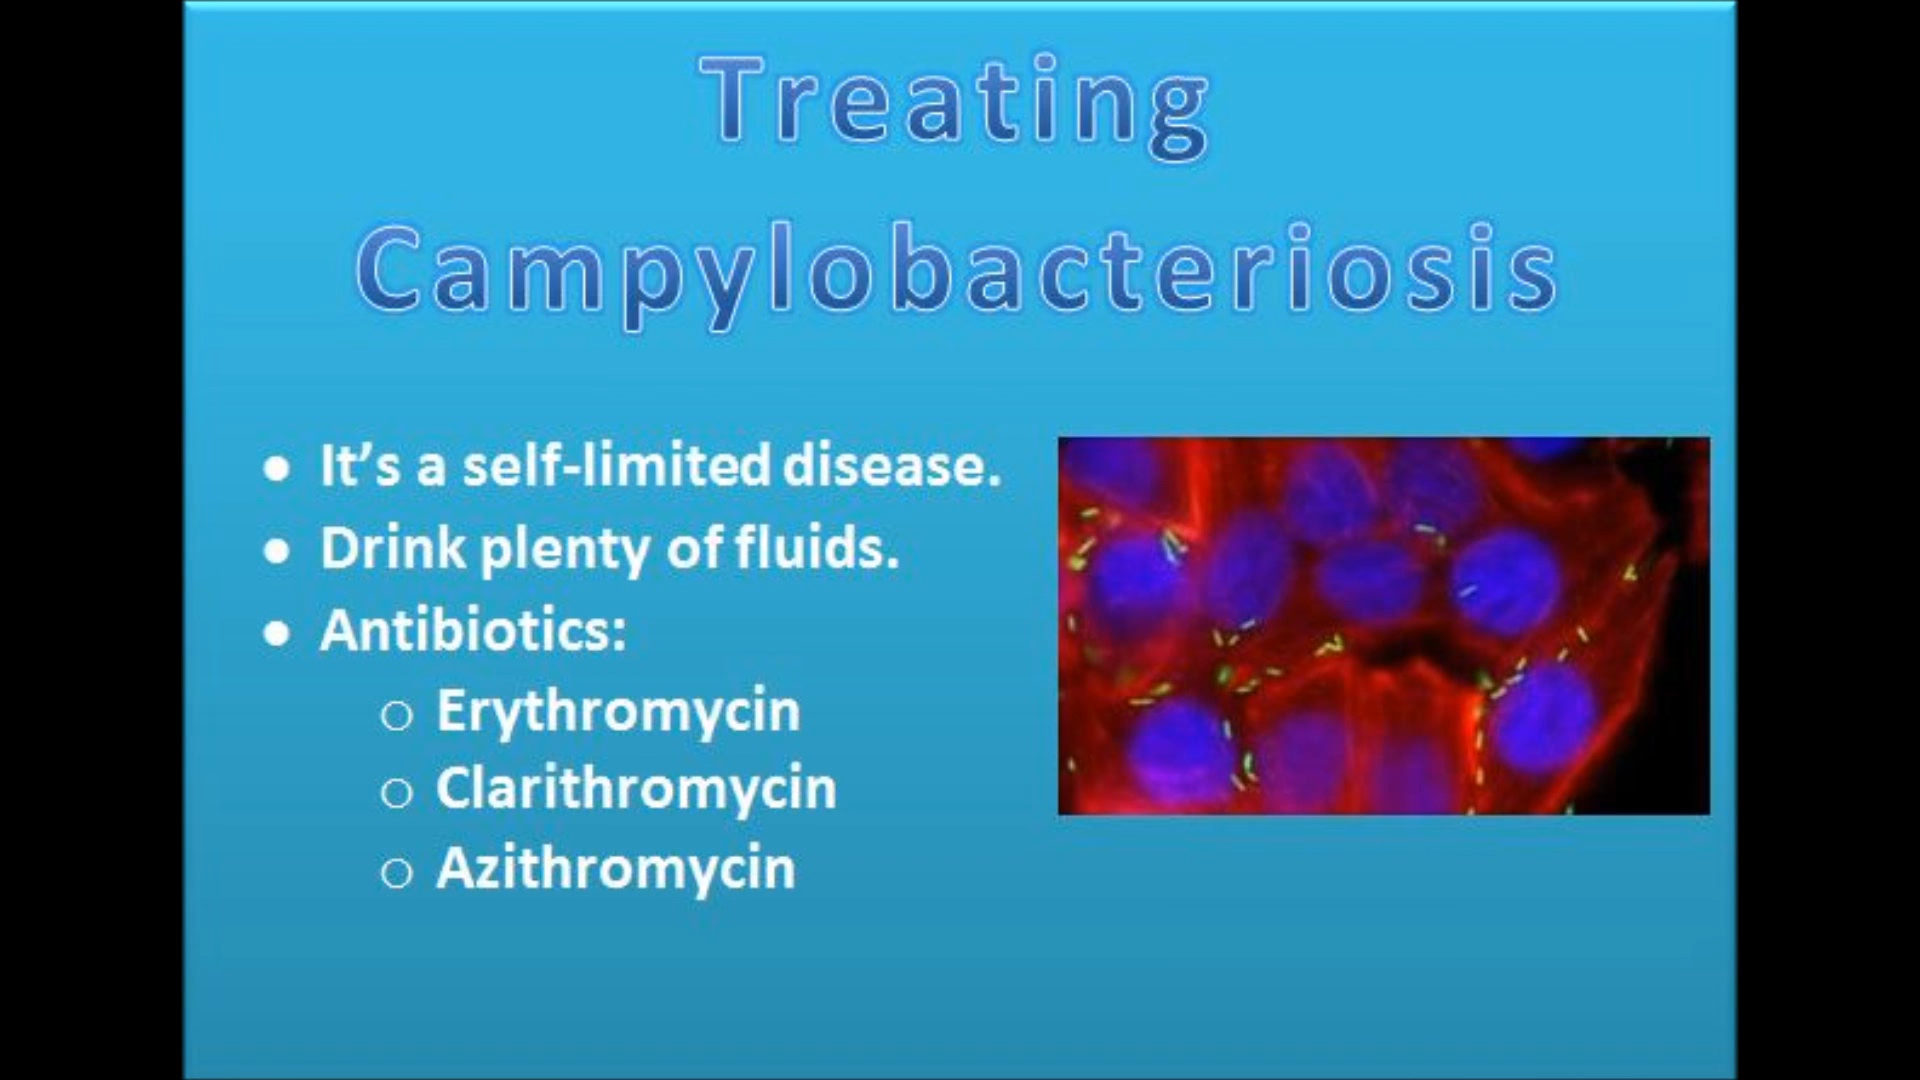 Treating
Campylobacteriosis
• It’s a self-limited disease.
• Drink plenty of fluids.
• Antibiotics:
○ Erythromycin
○ Clarithromycin
○ Azithromycin